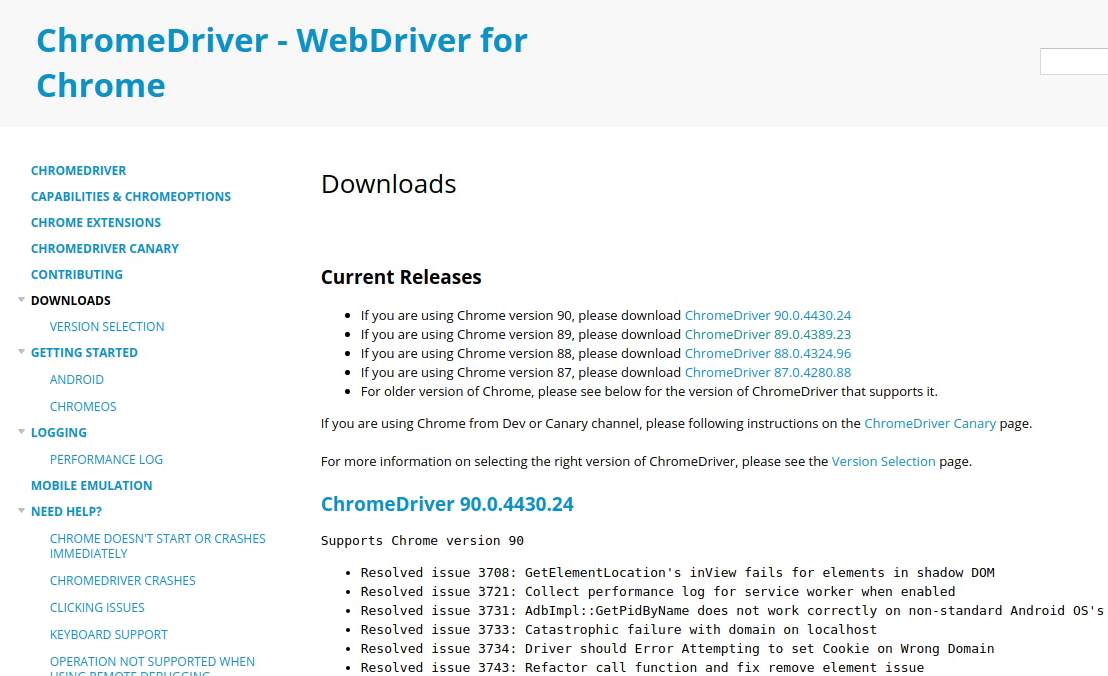 ChromeDriver - WebDriver for
Chrome
CHROMEDRIVER
CAPABILITIES & CHROMEOPTIONS
CHROME EXTENSIONS
CHROMEDRIVER CANARY
CONTRIBUTING
DOWNLOADS
VERSION SELECTION
GETTING STARTED
ANDROID
CHROMEOS
LOGGING
PERFORMANCE LOG
MOBILE EMULATION
NEED HELP?
CHROME DOESN'T START OR CRASHES
IMMEDIATELY
CHROMEDRIVER CRASHES
CLICKING ISSUES
KEYBOARD SUPPORT
OPERATION NOT SUPPORTED WHEN
USING REMOTE DEBUGGING
Downloads
Current Releases
If you are using Chrome version 90, please download ChromeDriver 90.0.4430.24
If you are using Chrome version 89, please download ChromeDriver 89.0.4389.23
If you are using Chrome version 88, please download ChromeDriver 88.0.4324.96
If you are using Chrome version 87, please download ChromeDriver 87.0.4280.88
For older version of Chrome, please see below for the version of ChromeDriver that supports it.
If you are using Chrome from Dev or Canary channel, please following instructions on the ChromeDriver Canary page.
For more information on selecting the right version of ChromeDriver, please see the Version Selection page.
ChromeDriver 90.0.4430.24
Supports Chrome version 90
Resolved issue 3708: GetElementLocation's inView fails for elements in shadow DOM
Resolved issue 3721: Collect performance log for service worker when enabled
Resolved issue 3731: AdbImpl::GetPidByName does not work correctly on non-standard Android OS's
Resolved issue 3733: Catastrophic failure with domain on localhost
Resolved issue 3734: Driver should Error Attempting to set Cookie on Wrong Domain
Resolved issue 3743: Refactor call function and fix remove element issue